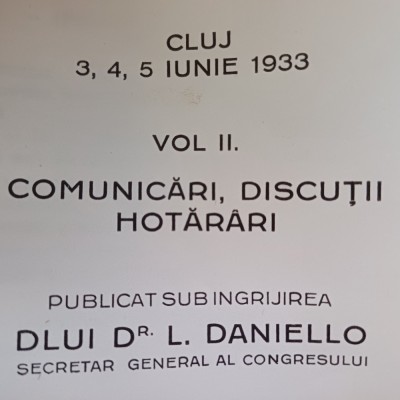 CLUJ
3, 4, 5 IUNIE 1933
VOL II.
COMUNICĂRI, DISCUȚII
HOTĂRÂRI
PUBLICAT SUB INGRIJIREA
DLUI DR. L. DANIELLO
SECRETAR GENERAL AL CONGRESULUI